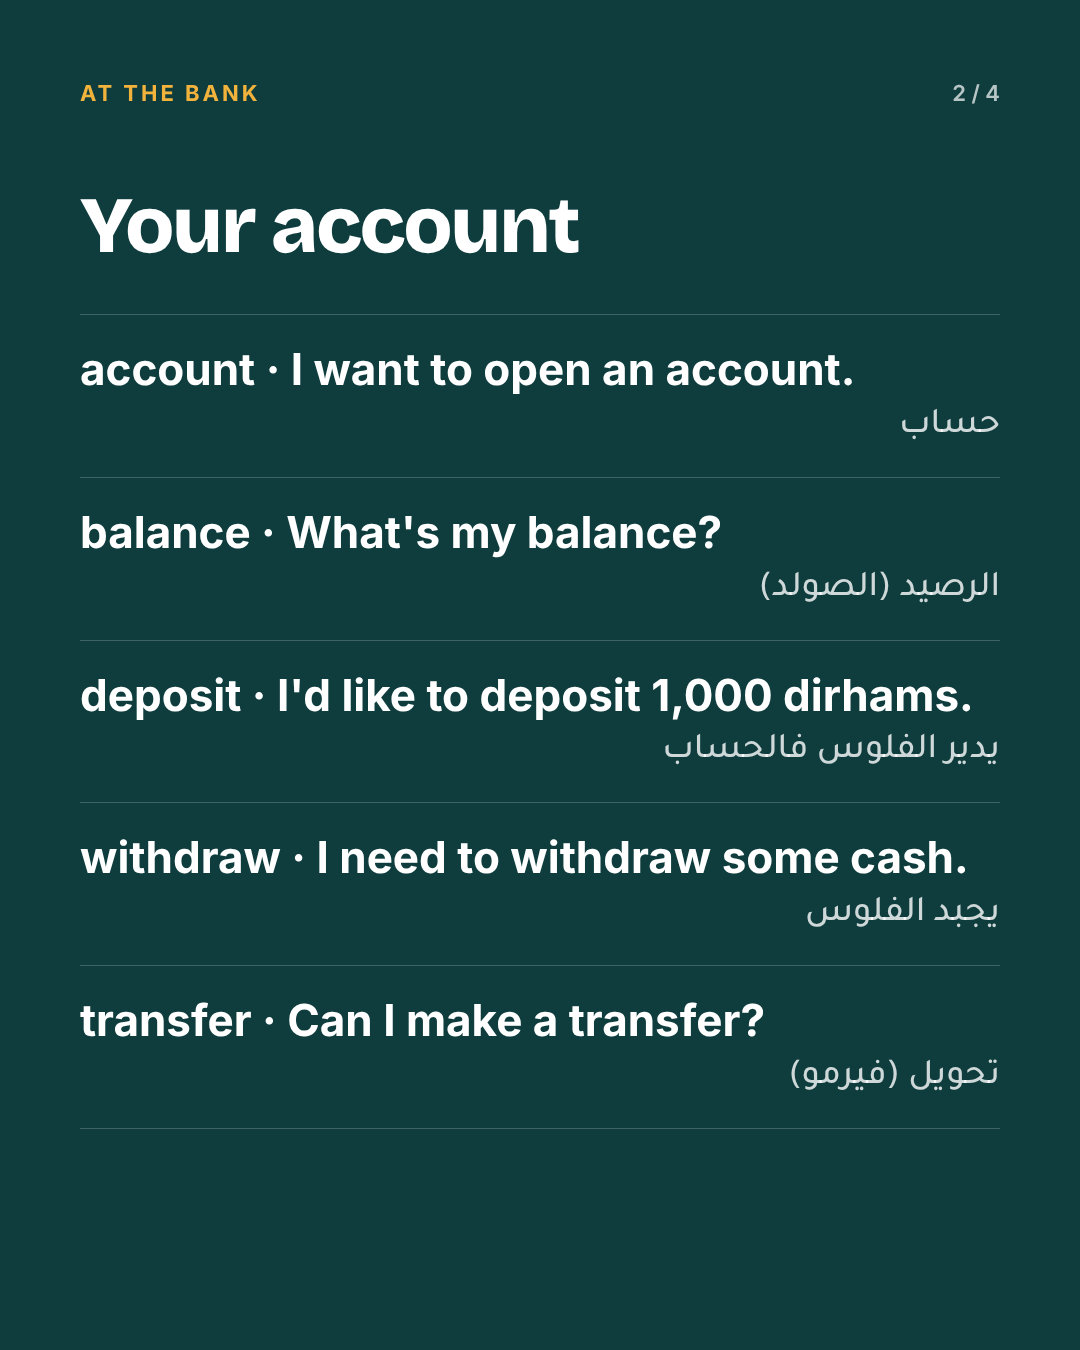 AT THE BANK
2 / 4
Your account
account · I want to open an account.
حساب
balance · What's my balance?
الرصيد (الصولد)
deposit · I'd like to deposit 1,000 dirhams.
يدير الفلوس فالحساب
withdraw · I need to withdraw some cash.
يجبد الفلوس
transfer · Can I make a transfer?
تحويل (فيرمو)